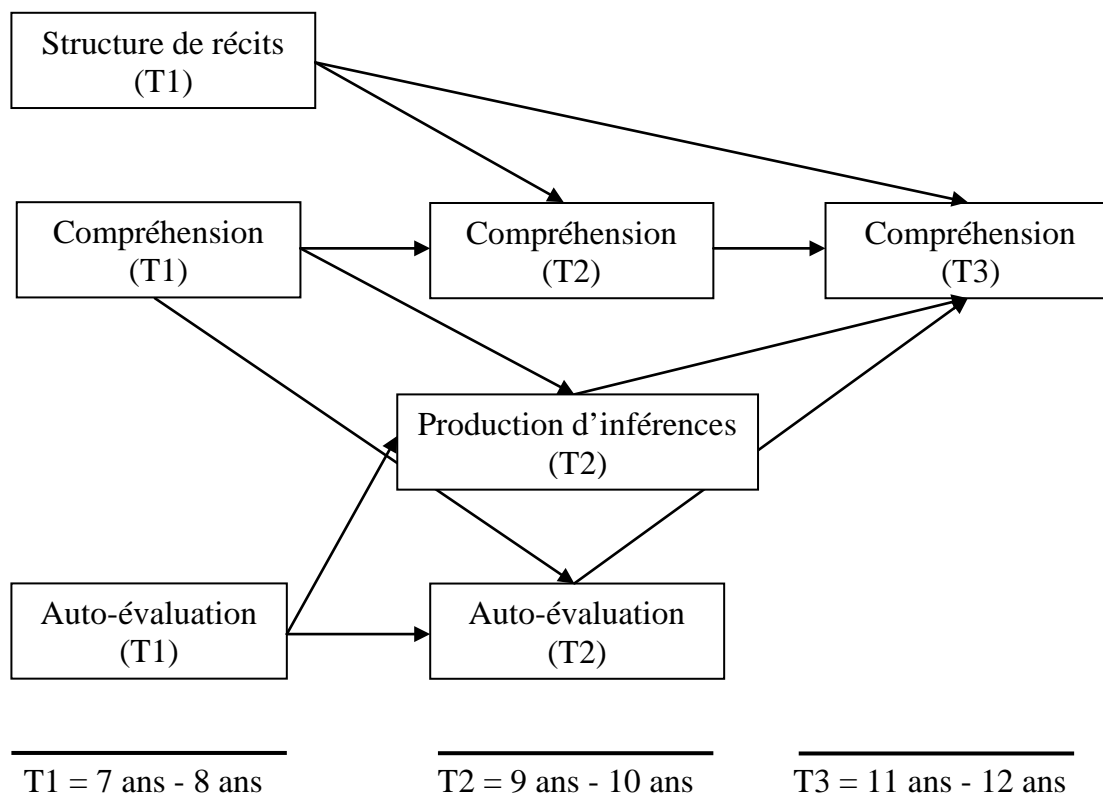 Structure de récits
(T1)
Compréhension
(T1)
Compréhension
(T2)
Compréhension
(T3)
Production d’inférences
(T2)
Auto-évaluation
(T1)
Auto-évaluation
(T2)
T1 = 7 ans - 8 ans
T2 = 9 ans - 10 ans
T3 = 11 ans - 12 ans